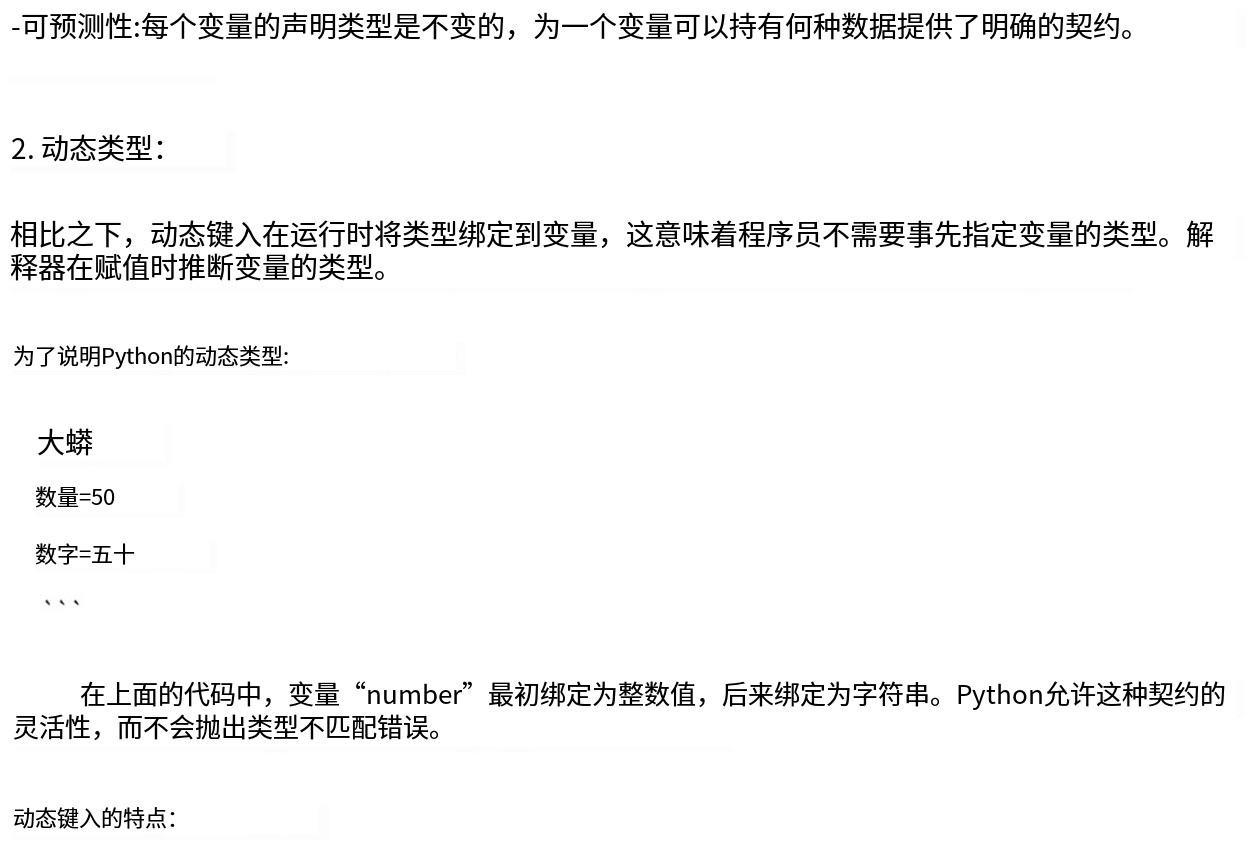 -可预测性:每个变量的声明类型是不变的，为一个变量可以持有何种数据提供了明确的契约。
2. 动态类型：
相比之下，动态键入在运行时将类型绑定到变量，这意味着程序员不需要事先指定变量的类型。解
释器在赋值时推断变量的类型。
为了说明Python的动态类型:
大蟒
数量=50
数字=五十
```
在上面的代码中，变量“number”最初绑定为整数值，后来绑定为字符串。Python允许这种契约的
灵活性，而不会抛出类型不匹配错误。
动态键入的特点：